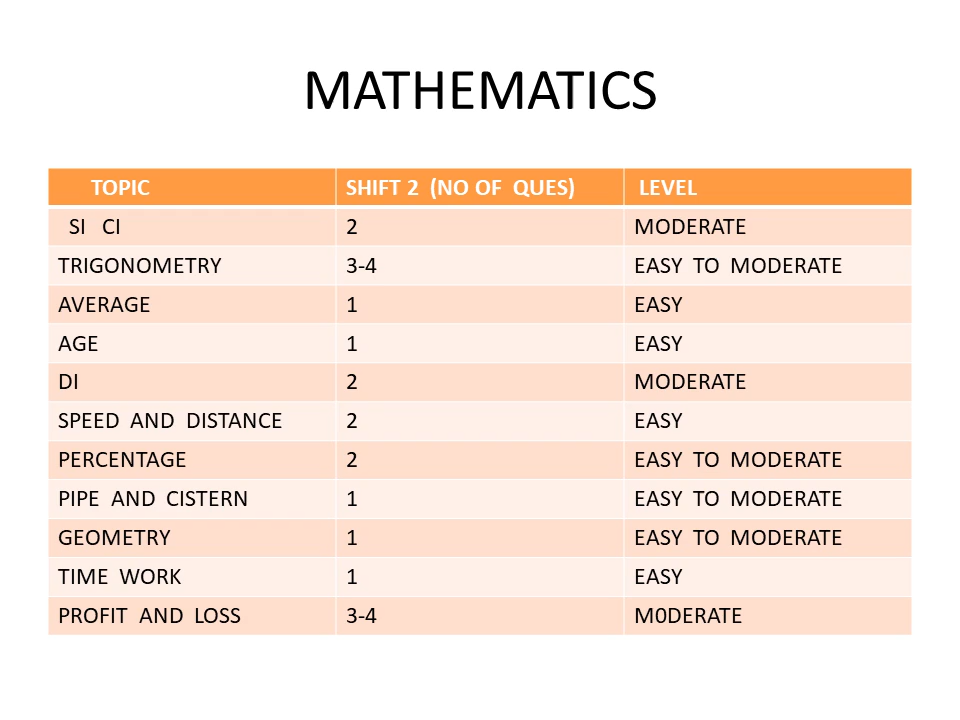 MATHEMATICS
TOPIC SHIFT 2 (NO OF QUES) LEVEL
SI CI 2 MODERATE
TRIGONOMETRY 3-4 EASY TO MODERATE
AVERAGE 1 EASY
AGE 1 EASY
DI 2 MODERATE
SPEED AND DISTANCE 2 EASY
PERCENTAGE 2 EASY TO MODERATE
PIPE AND CISTERN 1 EASY TO MODERATE
GEOMETRY 1 EASY TO MODERATE
TIME WORK 1 EASY
PROFIT AND LOSS 3-4 M0DERATE